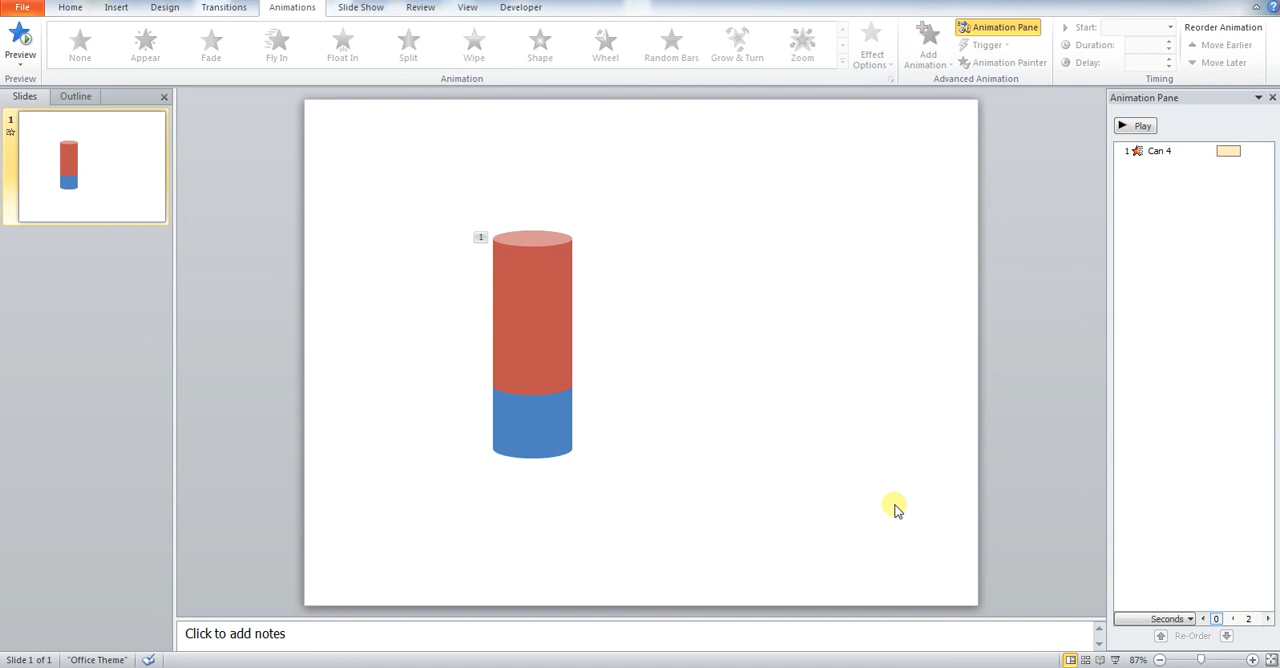 File Home Insert Design Transitions Animations Slide Show Review View Developer
Preview None Appear Fade Fly In Float In Split Wipe Shape Wheel Random Bars Grow & Turn Zoom Effect Options Add Animation Animation Pane Trigger Animation Painter Start: Duration: Delay: Reorder Animation Move Earlier Move Later
Preview Animation Advanced Animation Timing
Slides Outline Animation Pane
Play
1
1 Can 4
1
Seconds 0 2
Click to add notes Re-Order
Slide 1 of 1 "Office Theme" 87%